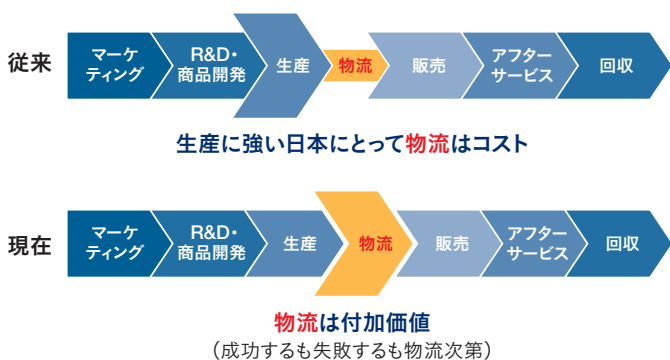 従来
マーケ
ティング
R&D・
商品開発
生産
物流
販売
アフター
サービス
回収
生産に強い日本にとって物流はコスト
現在
マーケ
ティング
R&D・
商品開発
生産
物流
販売
アフター
サービス
回収
物流は付加価値
(成功するも失敗するも物流次第)